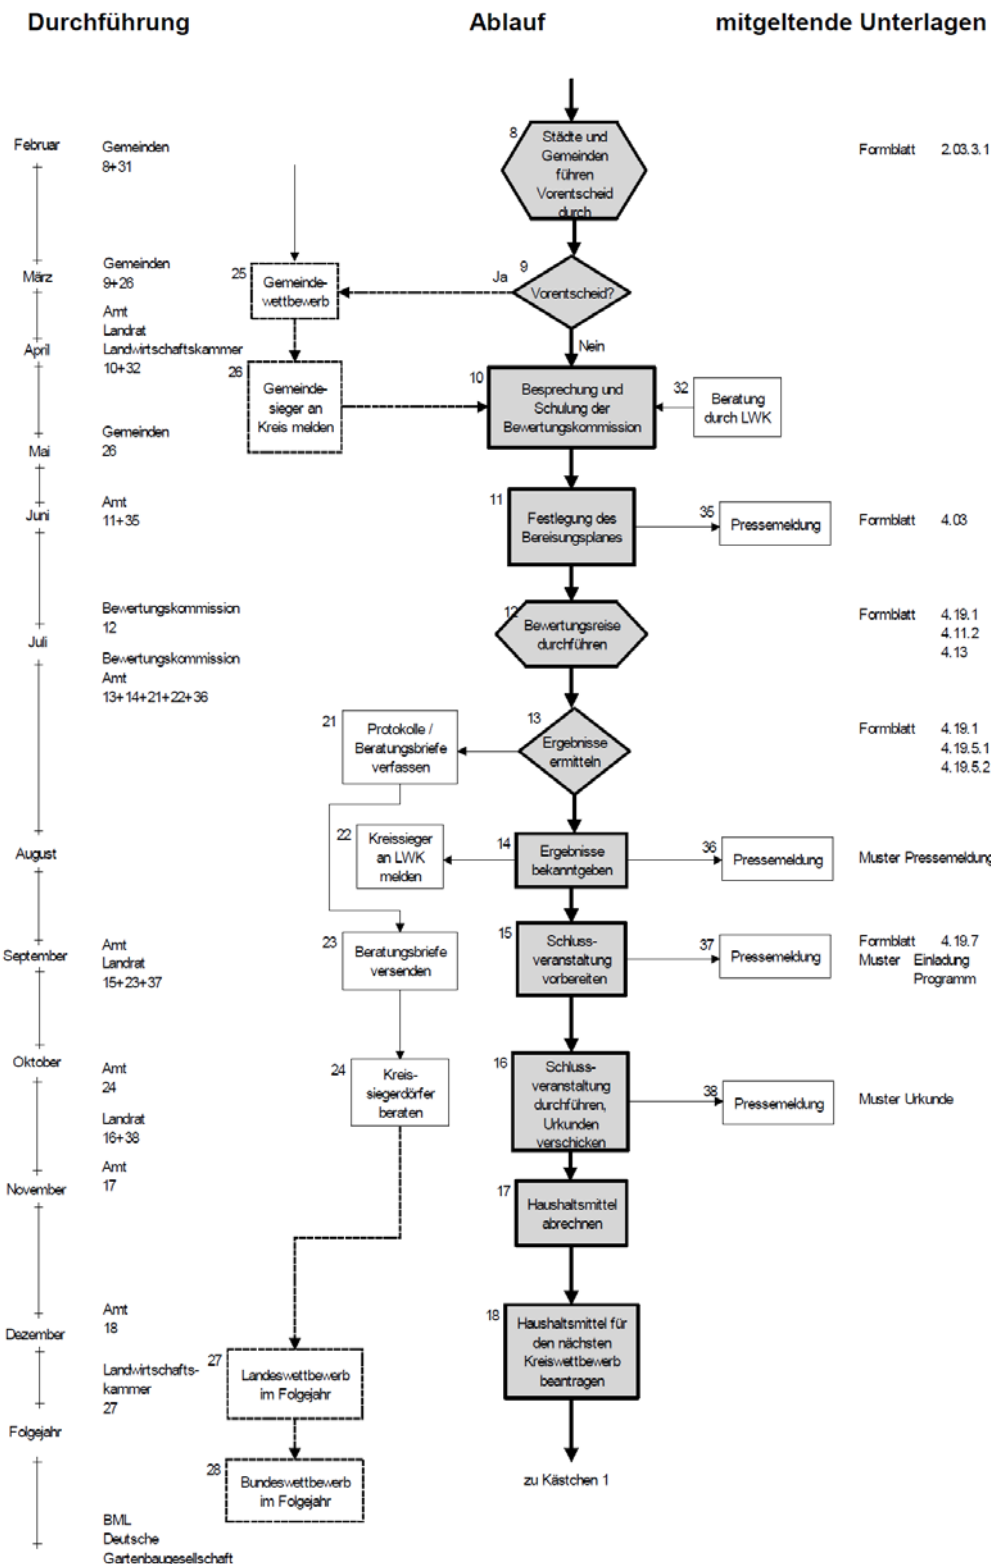 Durchführung
Ablauf
mitgeltende Unterlagen
Februar
Gemeinden
8+31
8
Städte und
Gemeinden
führen
Vorentscheid
durch
Formblatt 2.03.3.1
März
Gemeinden
9+26
25
Gemeinde-
wettbewerb
Ja
9
Vorentscheid?
Nein
Amt
Landrat
Landwirtschaftskammer
10+32
April
26
Gemeinde-
sieger an
Kreis melden
10
Besprechung und
Schulung der
Bewertungskommission
32
Beratung
durch LWK
Mai
Gemeinden
26
Juni
Amt
11+35
11
Festlegung des
Bereisungsplanes
35
Pressemeldung
Formblatt 4.03
Bewertungskommission
12
Juli
12
Bewertungsreise
durchführen
Formblatt 4.19.1
4.11.2
4.13
Bewertungskommission
Amt
13+14+21+22+36
21
Protokolle /
Beratungsbriefe
verfassen
13
Ergebnisse
ermitteln
Formblatt 4.19.1
4.19.5.1
4.19.5.2
August
22
Kreissieger
an LWK
melden
14
Ergebnisse
bekanntgeben
36
Pressemeldung
Muster Pressemeldung
September
Amt
Landrat
15+23+37
23
Beratungsbriefe
versenden
15
Schluss-
veranstaltung
vorbereiten
37
Pressemeldung
Formblatt 4.19.7
Muster Einladung
Programm
Oktober
Amt
24
Landrat
16+38
24
Kreis-
siegerdörfer
beraten
16
Schluss-
veranstaltung
durchführen,
Urkunden
verschicken
38
Pressemeldung
Muster Urkunde
November
Amt
17
17
Haushaltsmittel
abrechnen
Dezember
Amt
18
18
Haushaltsmittel für
den nächsten
Kreiswettbewerb
beantragen
Landwirtschafts-
kammer
27
27
Landeswettbewerb
im Folgejahr
Folgejahr
28
Bundeswettbewerb
im Folgejahr
zu Kästchen 1
BML
Deutsche
Gartenbaugesellschaft